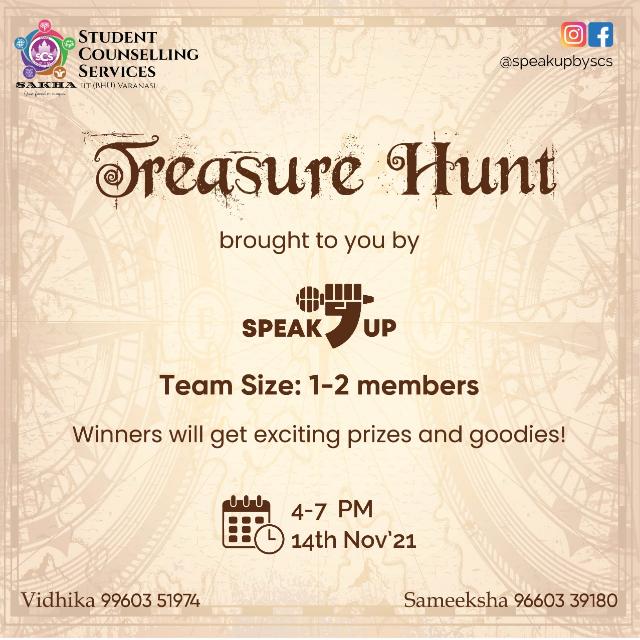 STUDENT
COUNSELLING
SERVICES
SCS
SAKHA IIT (BHU) VARANASI
@speakupbyscs
Treasure Hunt
brought to you by
SPEAK UP
Team Size: 1-2 members
Winners will get exciting prizes and goodies!
4-7 PM
14th Nov'21
E W
Vidhika 99603 51974
Sameeksha 96603 39180